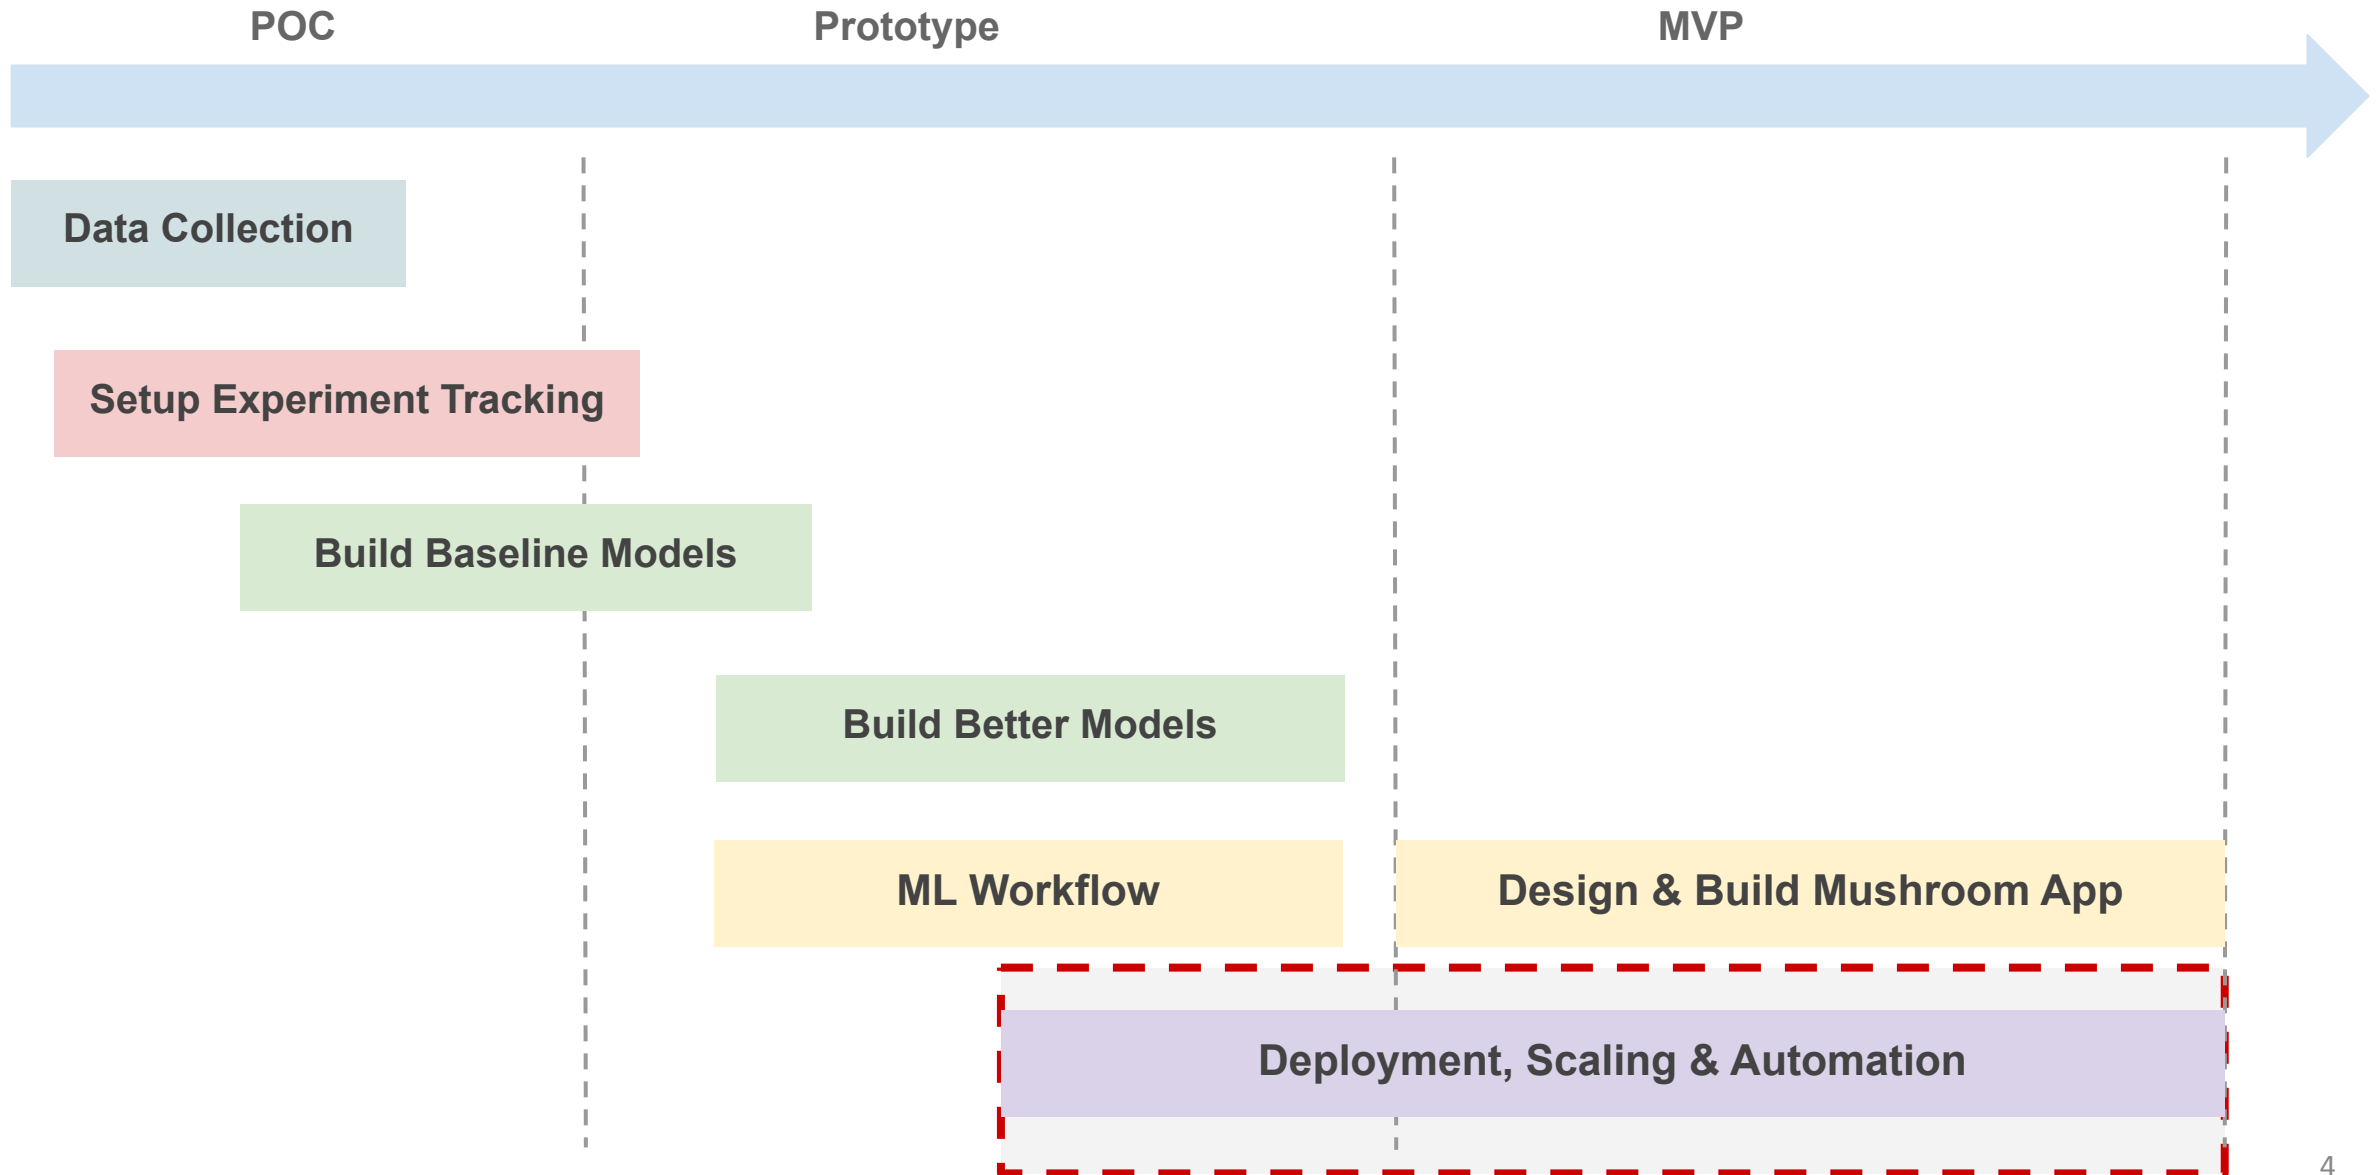 POC
Prototype
MVP
Data Collection
Setup Experiment Tracking
Build Baseline Models
Build Better Models
ML Workflow
Design & Build Mushroom App
Deployment, Scaling & Automation
4